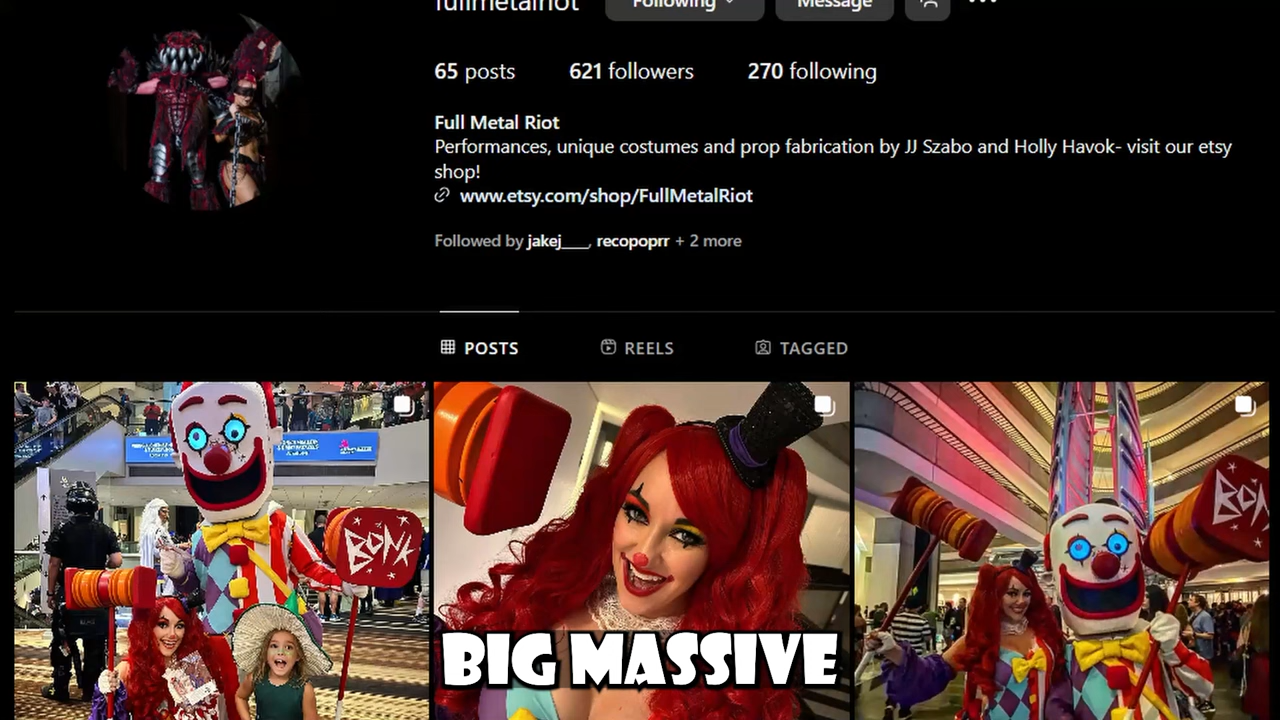 fullmetalriot
Following
Message
65 posts
621 followers
270 following
Full Metal Riot
Performances, unique costumes and prop fabrication by JJ Szabo and Holly Havok- visit our etsy
shop!
www.etsy.com/shop/FullMetalRiot
Followed by jakej___, recopoprr + 2 more
POSTS
REELS
TAGGED
BONK
BONK
BIG MASSIVE